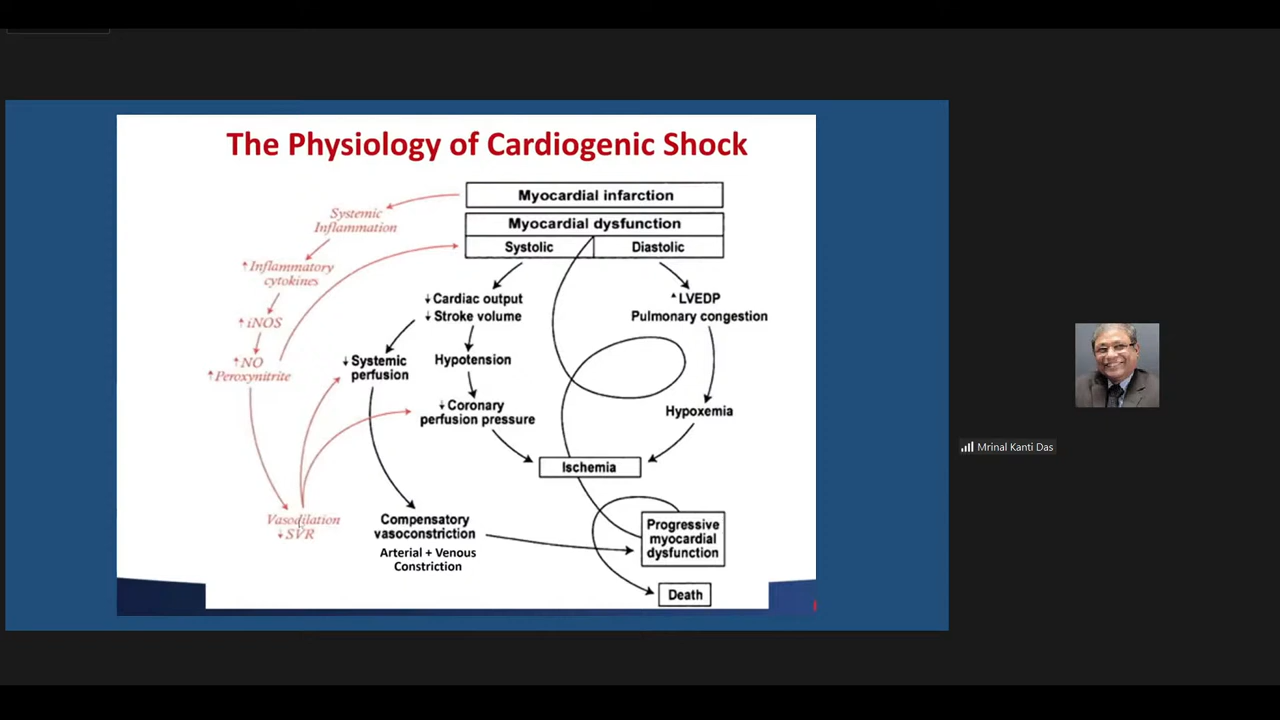 The Physiology of Cardiogenic Shock
Myocardial infarction
Myocardial dysfunction
Systolic
Diastolic
Systemic
Inflammation
↑Inflammatory
cytokines
↑iNOS
↑NO
↑Peroxynitrite
Vasodilation
↓SVR
↓Cardiac output
↓Stroke volume
↓Systemic
perfusion
Hypotension
↓Coronary
perfusion pressure
▲LVEDP
Pulmonary congestion
Hypoxemia
Ischemia
Compensatory
vasoconstriction
Arterial + Venous
Constriction
Progressive
myocardial
dysfunction
Death
Mrinal Kanti Das